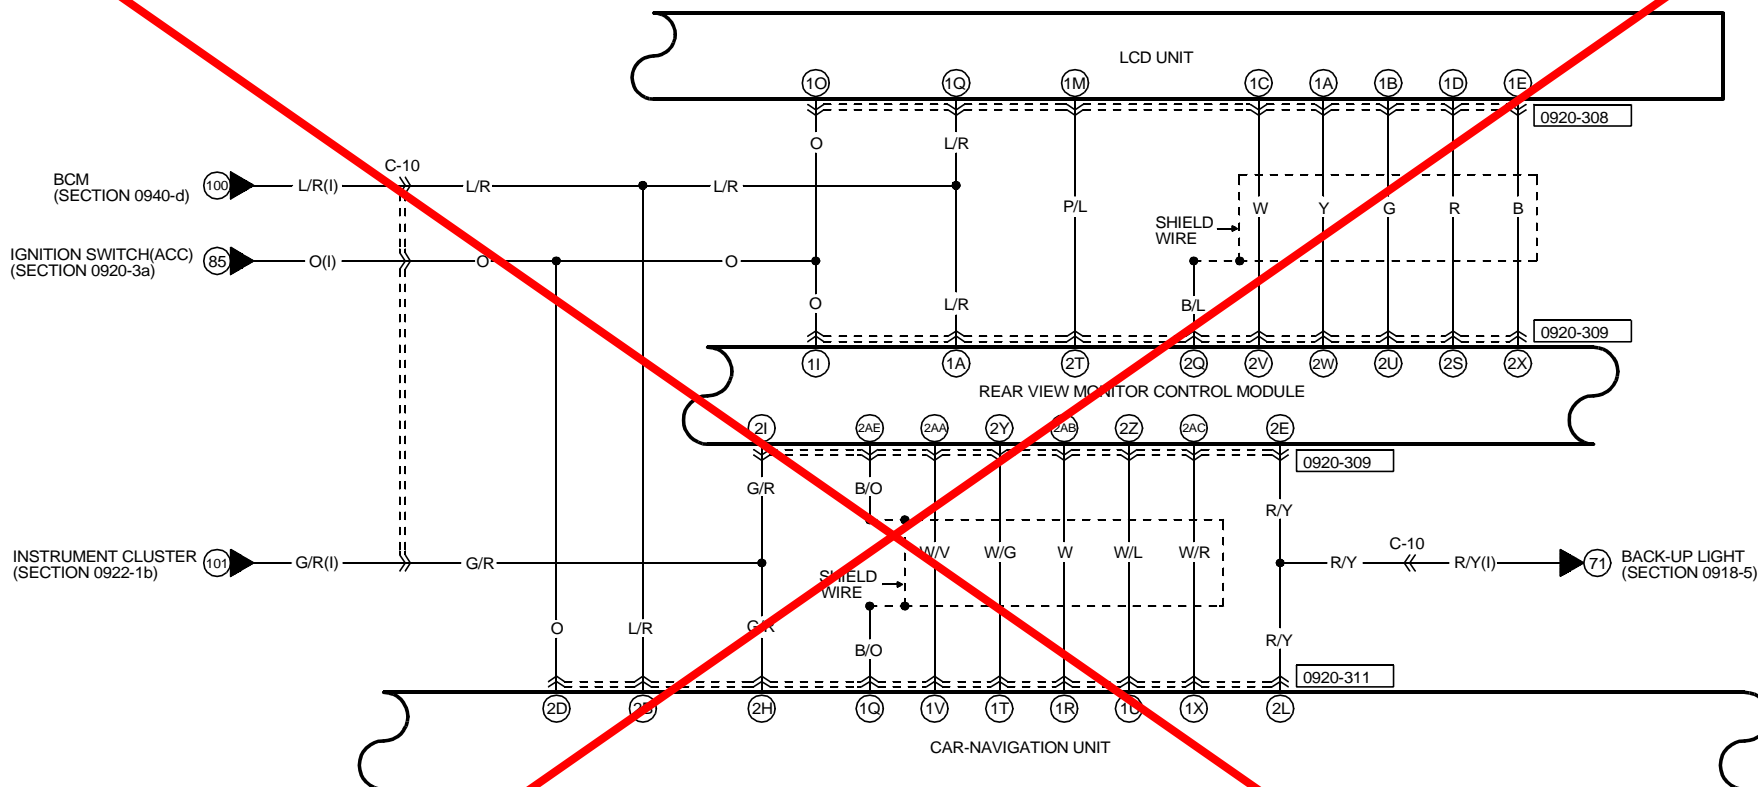 LCD UNIT
1O 1Q 1M 1C 1A 1B 1D 1E
0920-308
O L/R
C-10
BCM
(SECTION 0940-d)
100 L/R(I) L/R L/R
P/L W Y G R B
SHIELD
WIRE
IGNITION SWITCH(ACC)
(SECTION 0920-3a)
85 O(I) O O
O L/R B/L
0920-309
1I 1A 2T 2Q 2V 2W 2U 2S 2X
REAR VIEW MONITOR CONTROL MODULE
2I 2AE 2AA 2Y 2AB 2Z 2AC 2E
0920-309
G/R B/O R/Y
INSTRUMENT CLUSTER
(SECTION 0922-1b)
101 G/R(I) G/R
W/V W/G W W/L W/R
R/Y C-10 R/Y(I) 71
BACK-UP LIGHT
(SECTION 0918-5)
SHIELD
WIRE
O L/R G/R B/O R/Y
0920-311
2D 2H 1Q 1V 1T 1R 1U 1X 2L
CAR-NAVIGATION UNIT